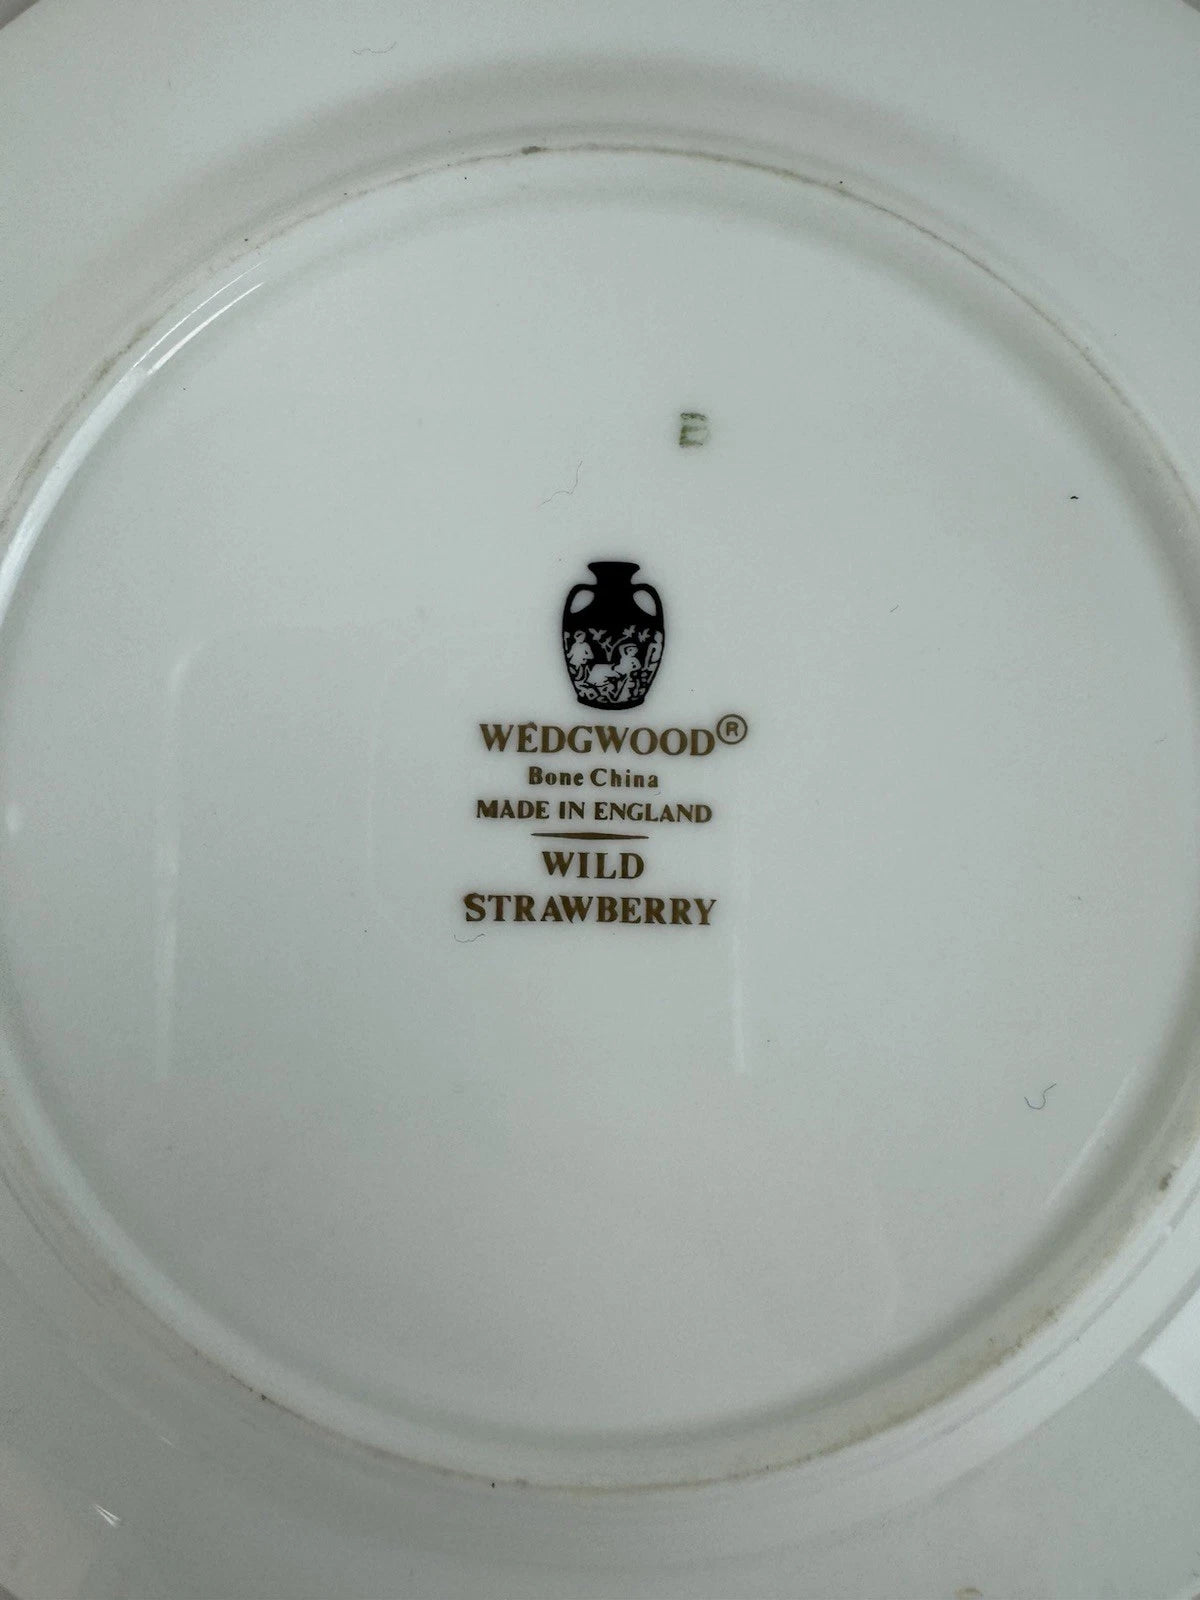 E
WEDGWOOD®
Bone China
MADE IN ENGLAND
WILD
STRAWBERRY